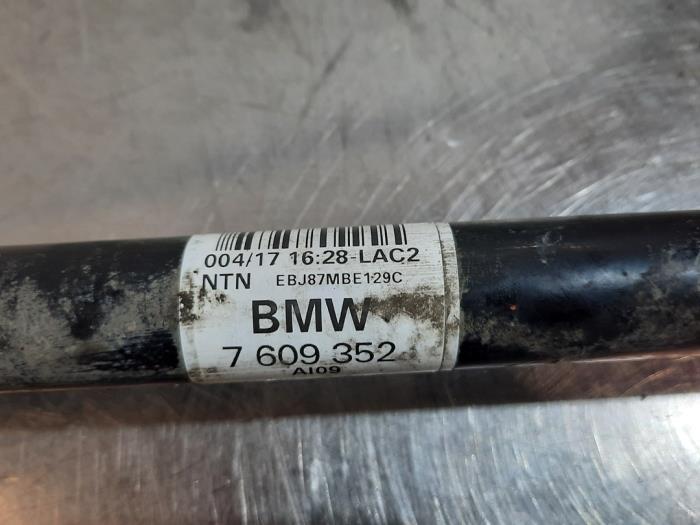 004/17 16:28-LAC2
NTN EBJ87MBE129C
BMW
7 609 352
AI09